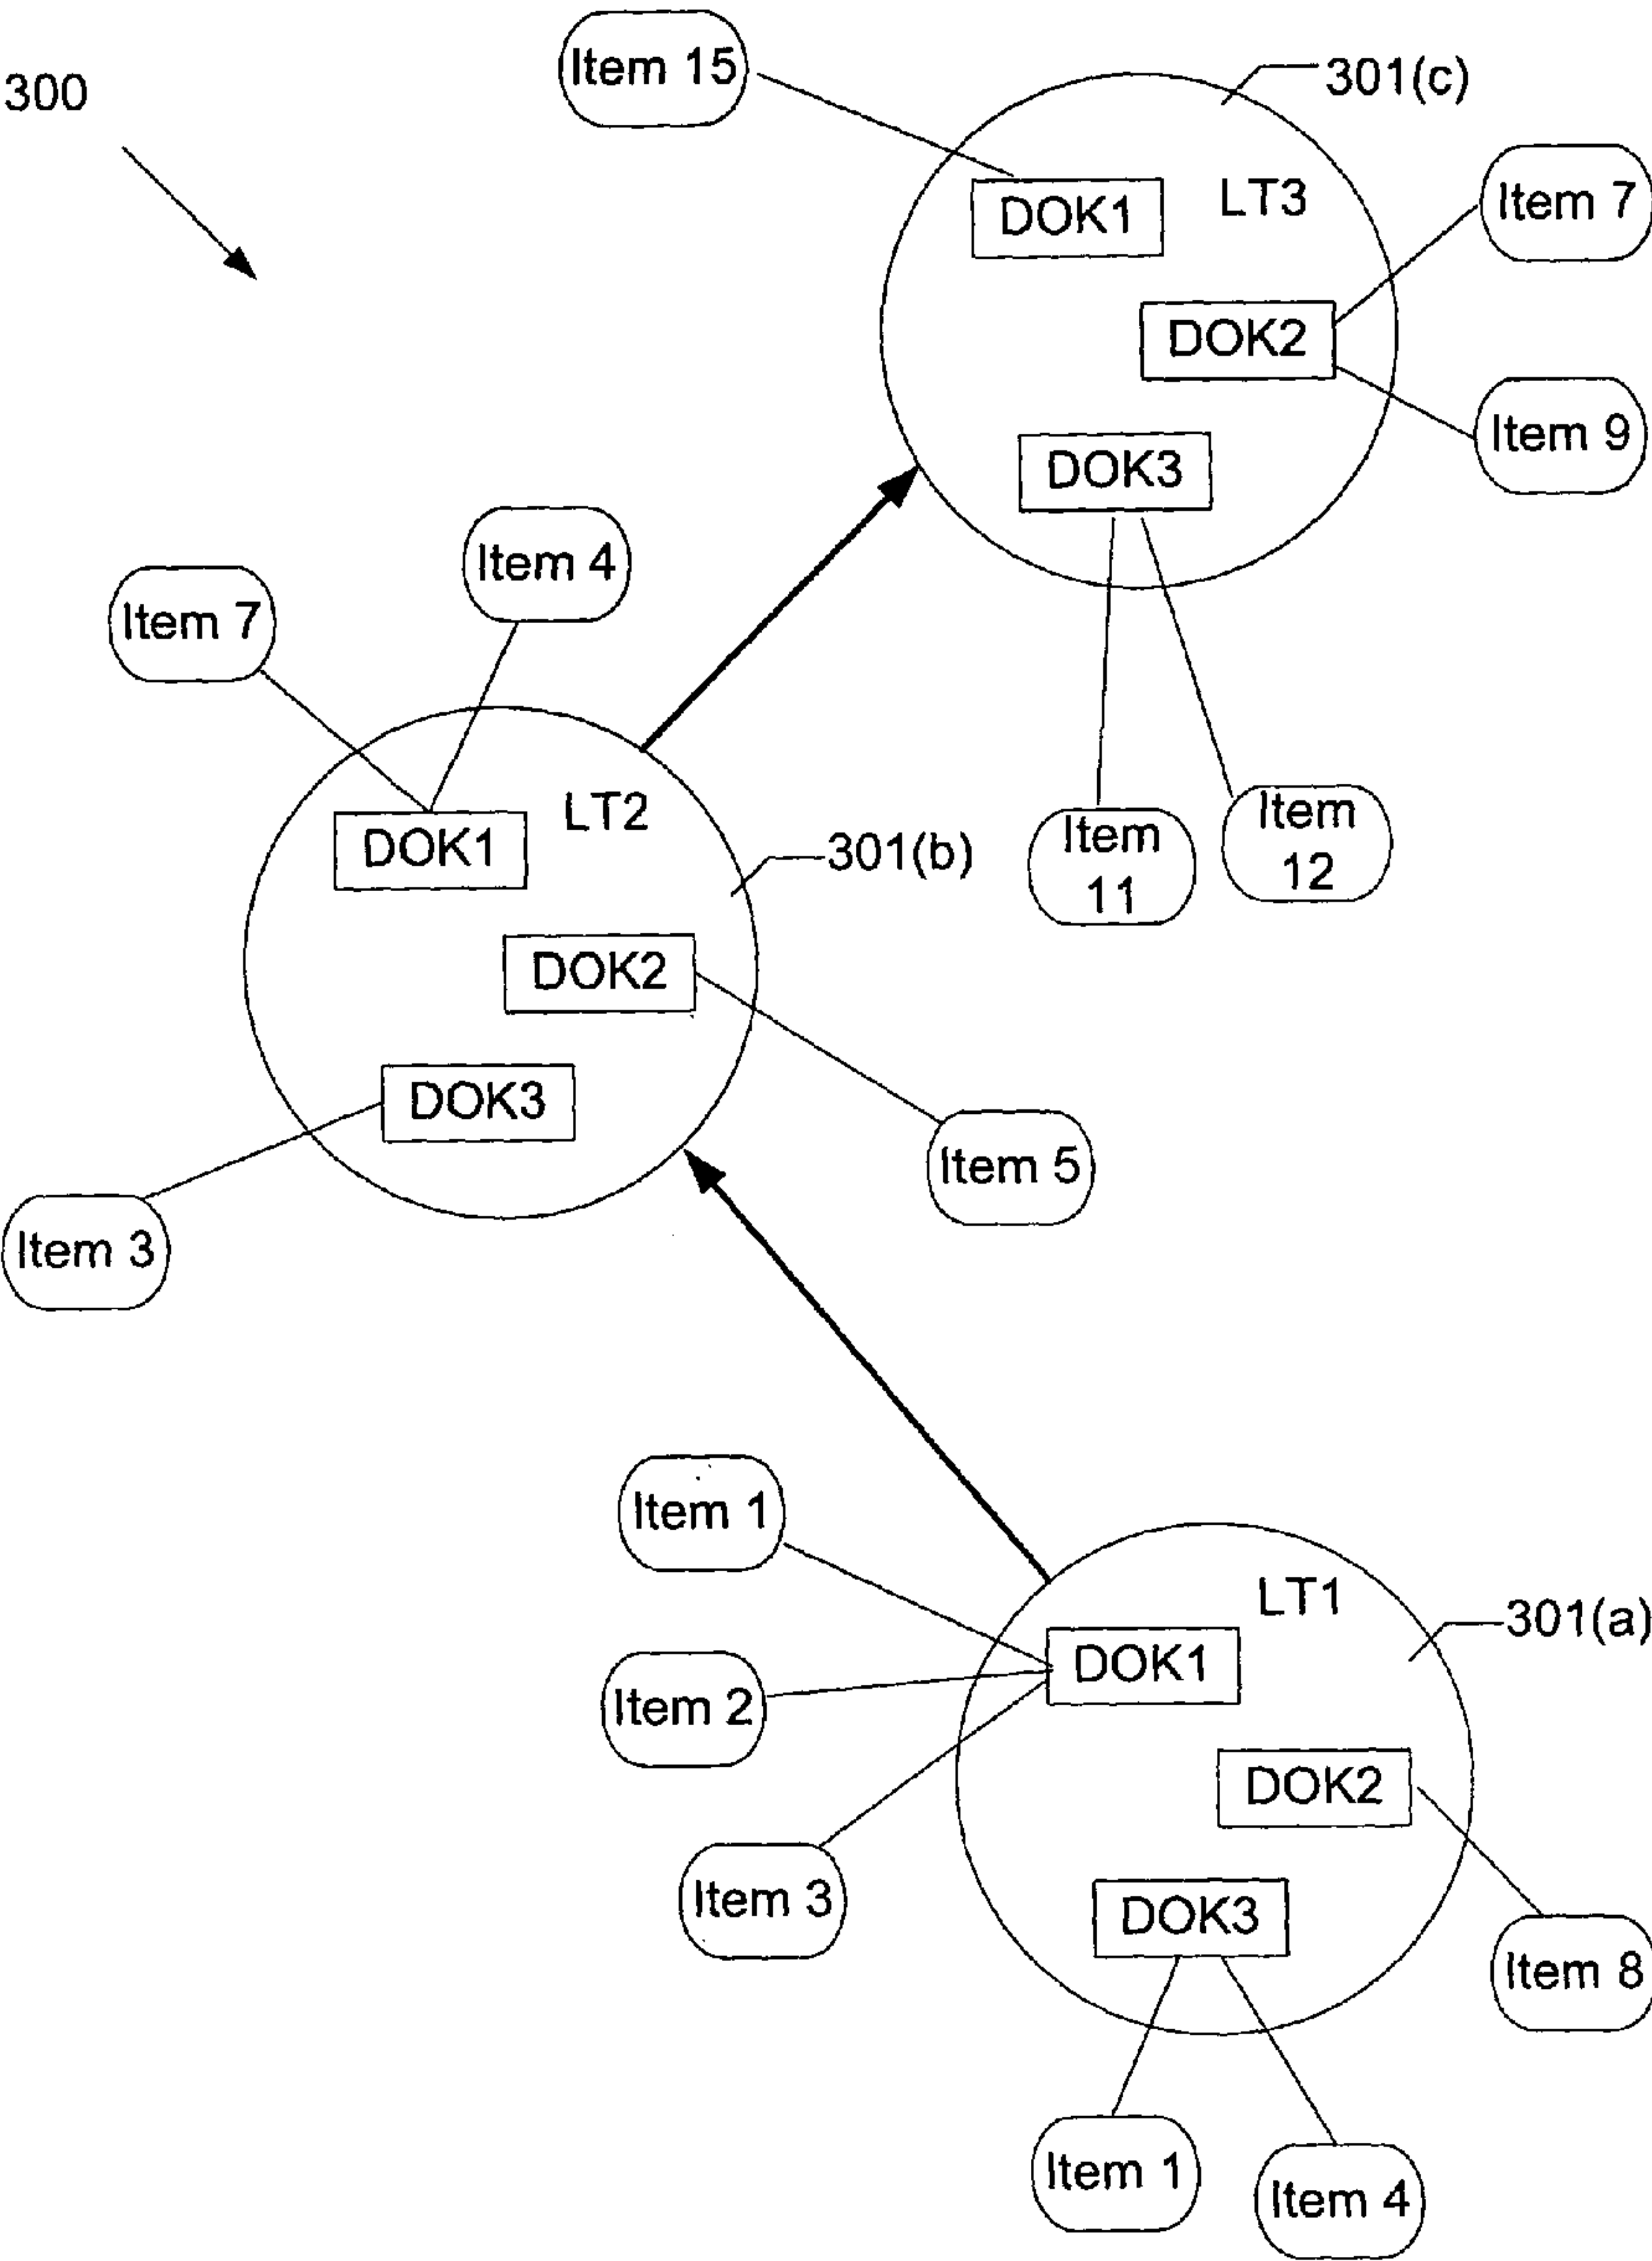 300
Item 15
301(c)
DOK1
LT3
Item 7
DOK2
Item 9
DOK3
Item 4
Item 7
LT2
DOK1
301(b)
Item
11
Item
12
DOK2
DOK3
Item 5
Item 3
Item 1
LT1
301(a)
DOK1
Item 2
DOK2
Item 3
DOK3
Item 8
Item 1
Item 4